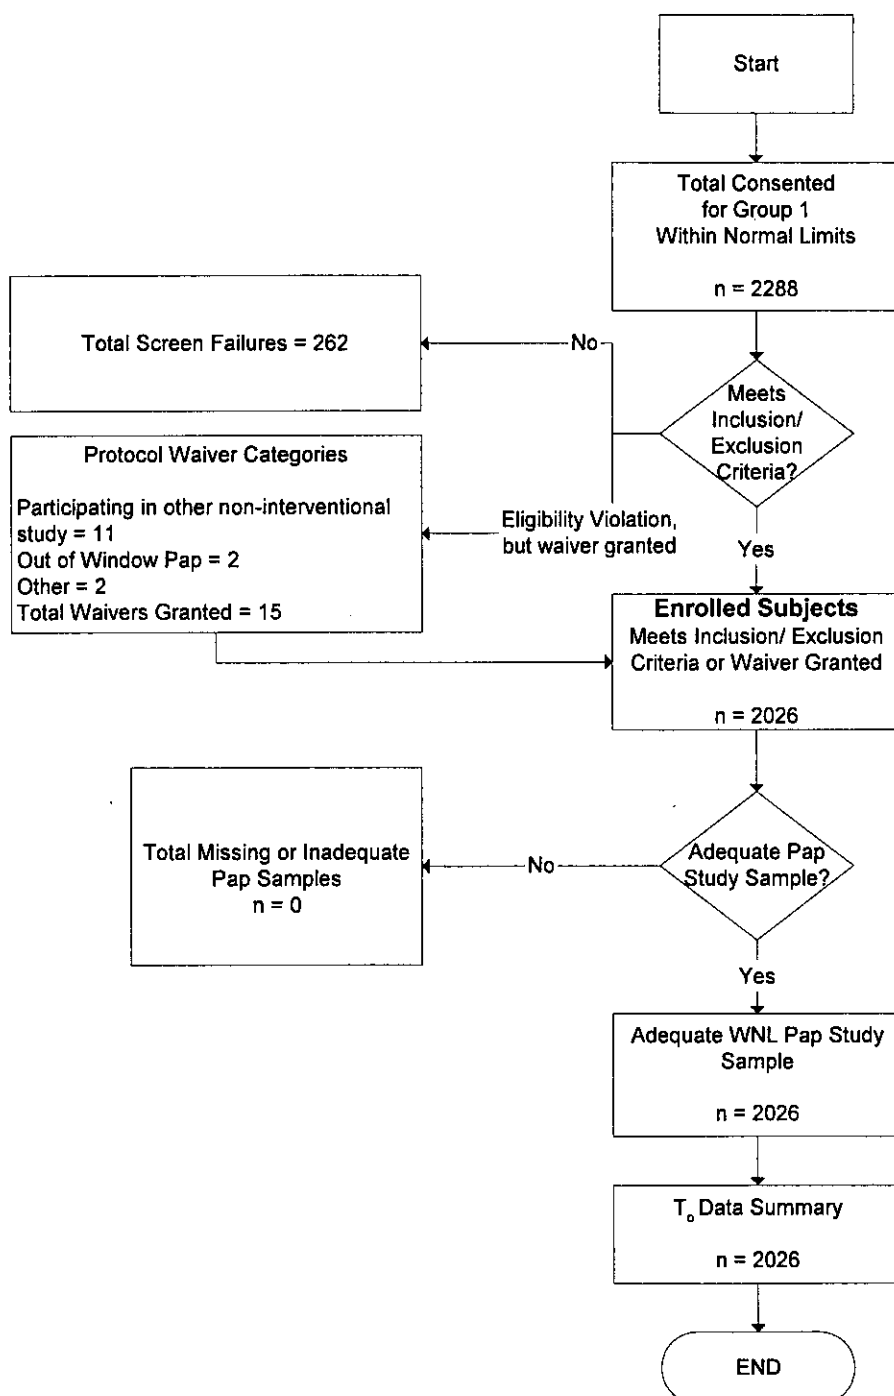 Start
Total Consented
for Group 1
Within Normal Limits
n = 2288
Total Screen Failures = 262
No
Meets
Inclusion/
Exclusion
Criteria?
Protocol Waiver Categories
Participating in other non-interventional
study = 11
Out of Window Pap = 2
Other = 2
Total Waivers Granted = 15
Eligibility Violation,
but waiver granted
Yes
Enrolled Subjects
Meets Inclusion/ Exclusion
Criteria or Waiver Granted
n = 2026
Total Missing or Inadequate
Pap Samples
n = 0
No
Adequate Pap
Study Sample?
Yes
Adequate WNL Pap Study
Sample
n = 2026
To Data Summary
n = 2026
END